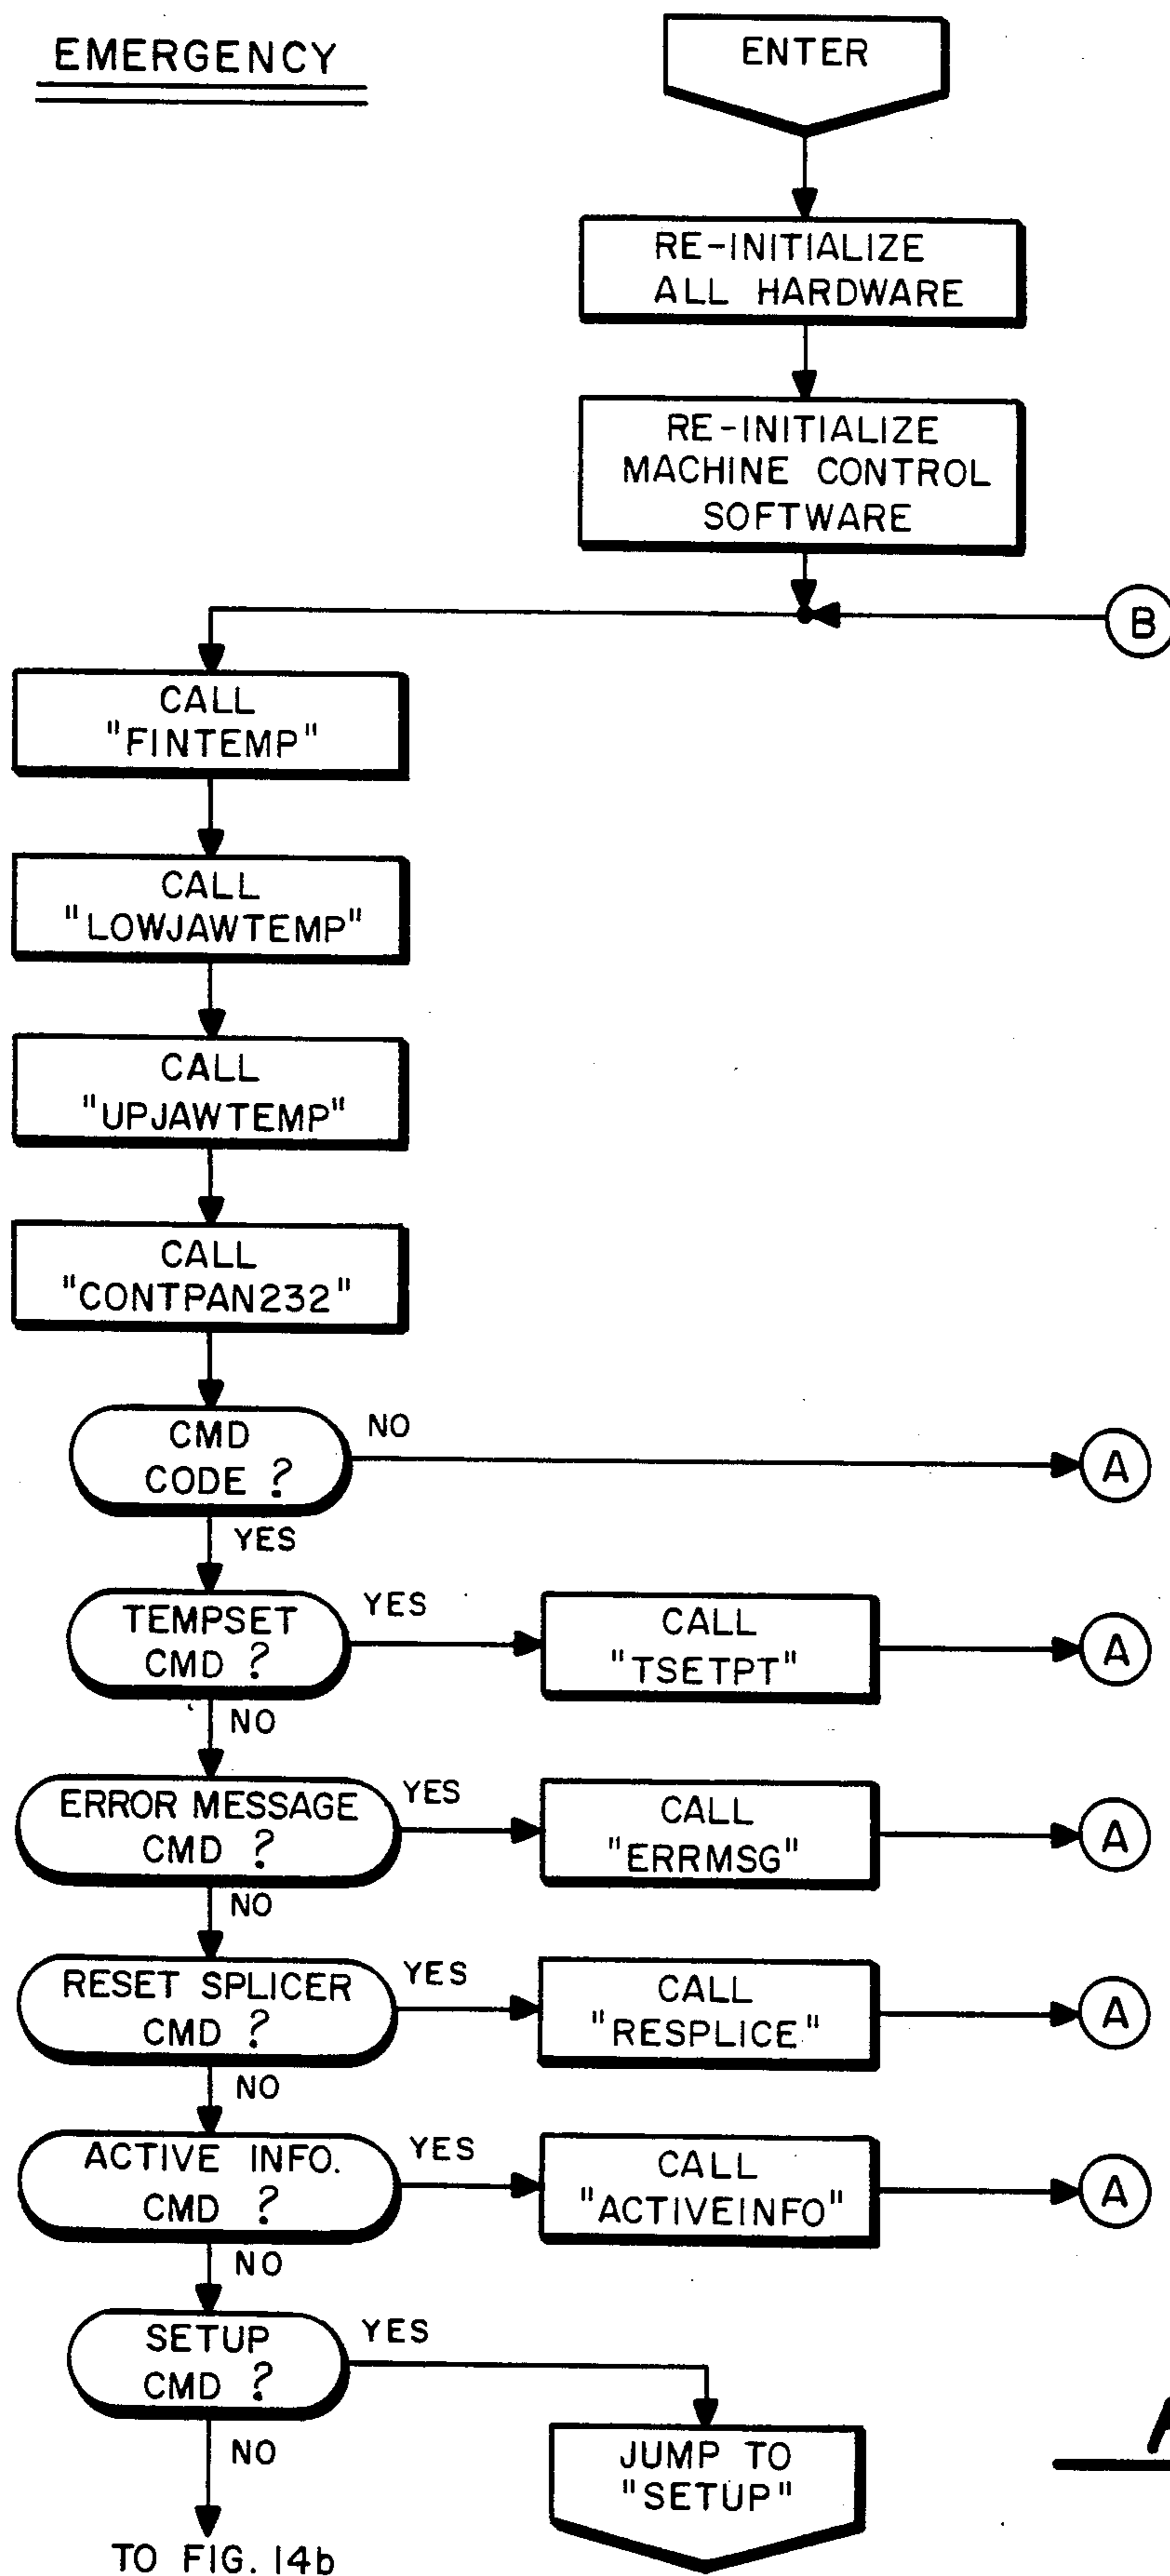 EMERGENCY
ENTER
RE-INITIALIZE
ALL HARDWARE
RE-INITIALIZE
MACHINE CONTROL
SOFTWARE
B
CALL
"FINTEMP"
CALL
"LOWJAWTEMP"
CALL
"UPJAWTEMP"
CALL
"CONTPAN232"
CMD
CODE ?
NO
A
YES
TEMPSET
CMD ?
YES
CALL
"TSETPT"
A
NO
ERROR MESSAGE
CMD ?
YES
CALL
"ERRMSG"
A
NO
RESET SPLICER
CMD ?
YES
CALL
"RESPLICE"
A
NO
ACTIVE INFO.
CMD ?
YES
CALL
"ACTIVEINFO"
A
NO
SETUP
CMD ?
YES
JUMP TO
"SETUP"
NO
TO FIG. 14b